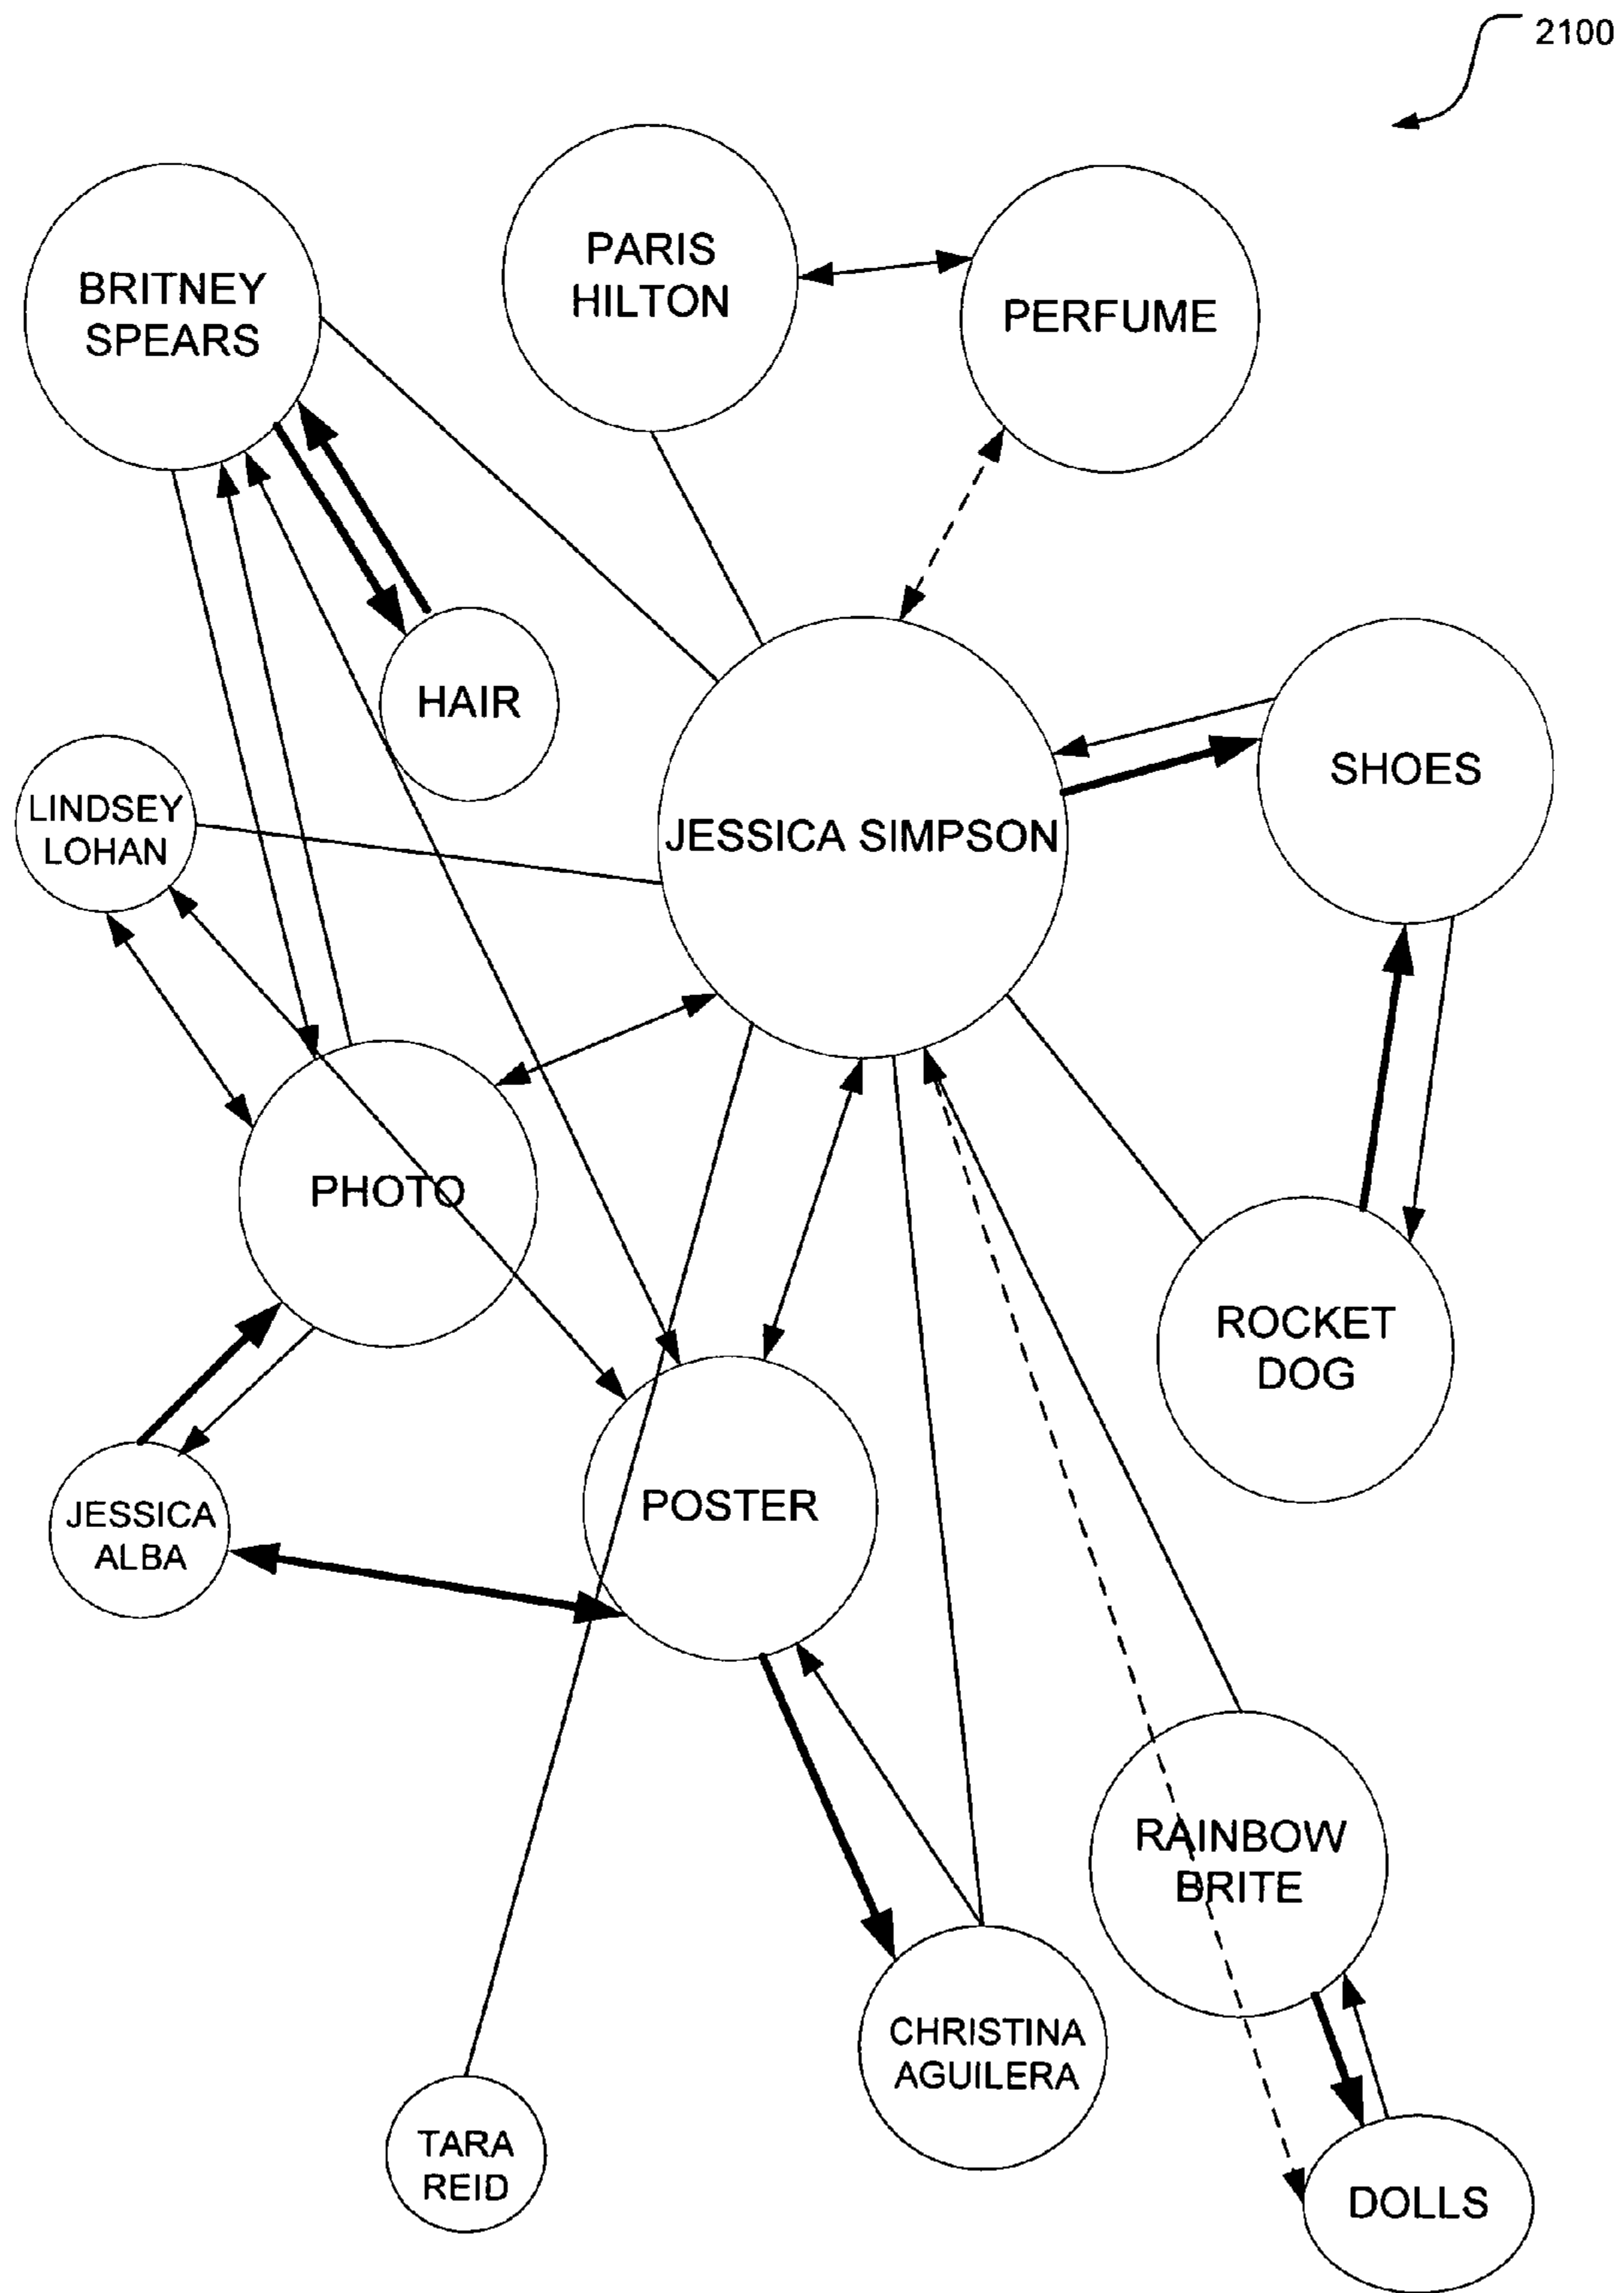 2100
PARIS
HILTON
BRITNEY
SPEARS
PERFUME
HAIR
SHOES
LINDSEY
LOHAN
JESSICA SIMPSON
PHOTO
ROCKET
DOG
POSTER
JESSICA
ALBA
RAINBOW
BRITE
CHRISTINA
AGUILERA
TARA
REID
DOLLS